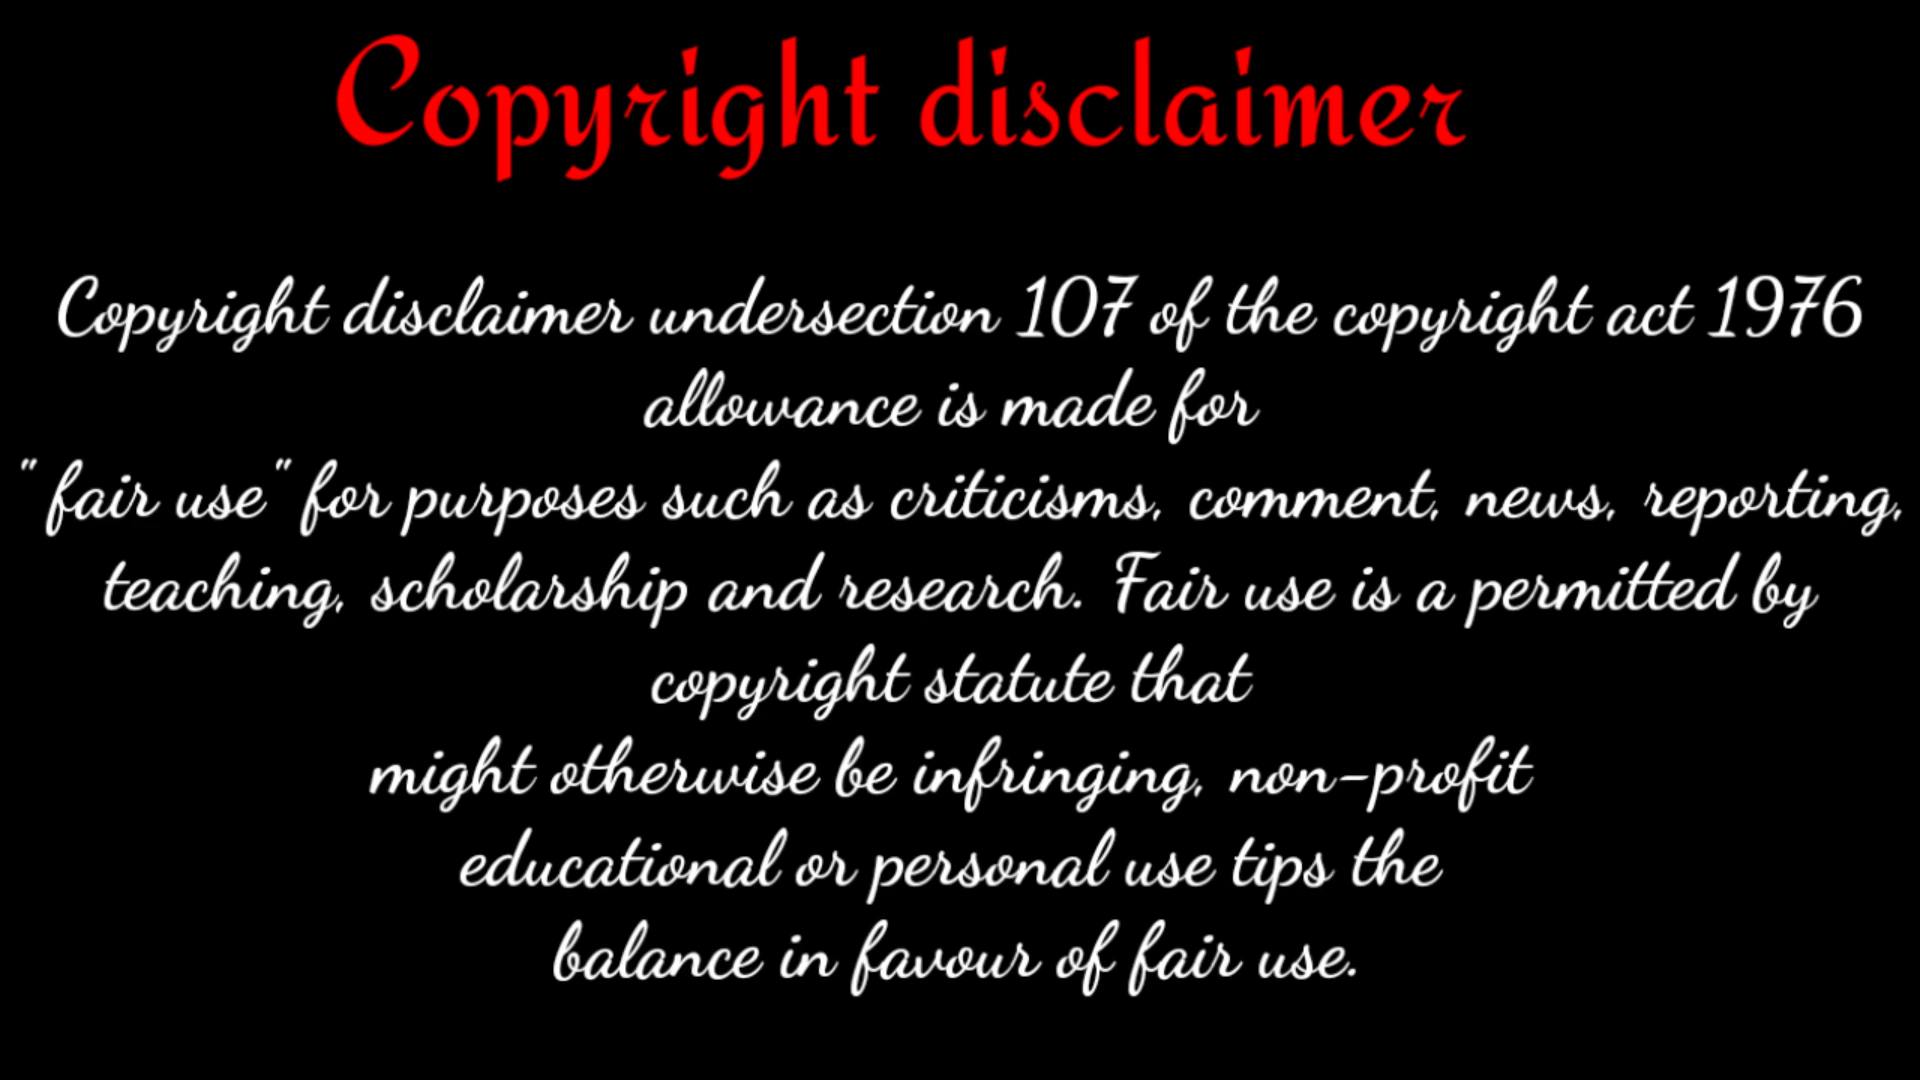 Copyright disclaimer
Copyright disclaimer undersection 107 of the copyright act 1976
allowance is made for
" fair use" for purposes such as criticisms, comment, news, reporting,
teaching, scholarship and research. Fair use is a permitted by
copyright statute that
might otherwise be infringing, non-profit
educational or personal use tips the
balance in favour of fair use.